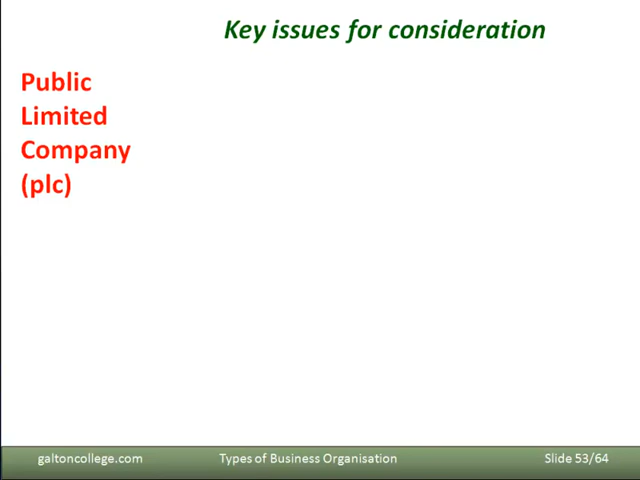 Key issues for consideration
Public
Limited
Company
(plc)
galtoncollege.com Types of Business Organisation Slide 53/64